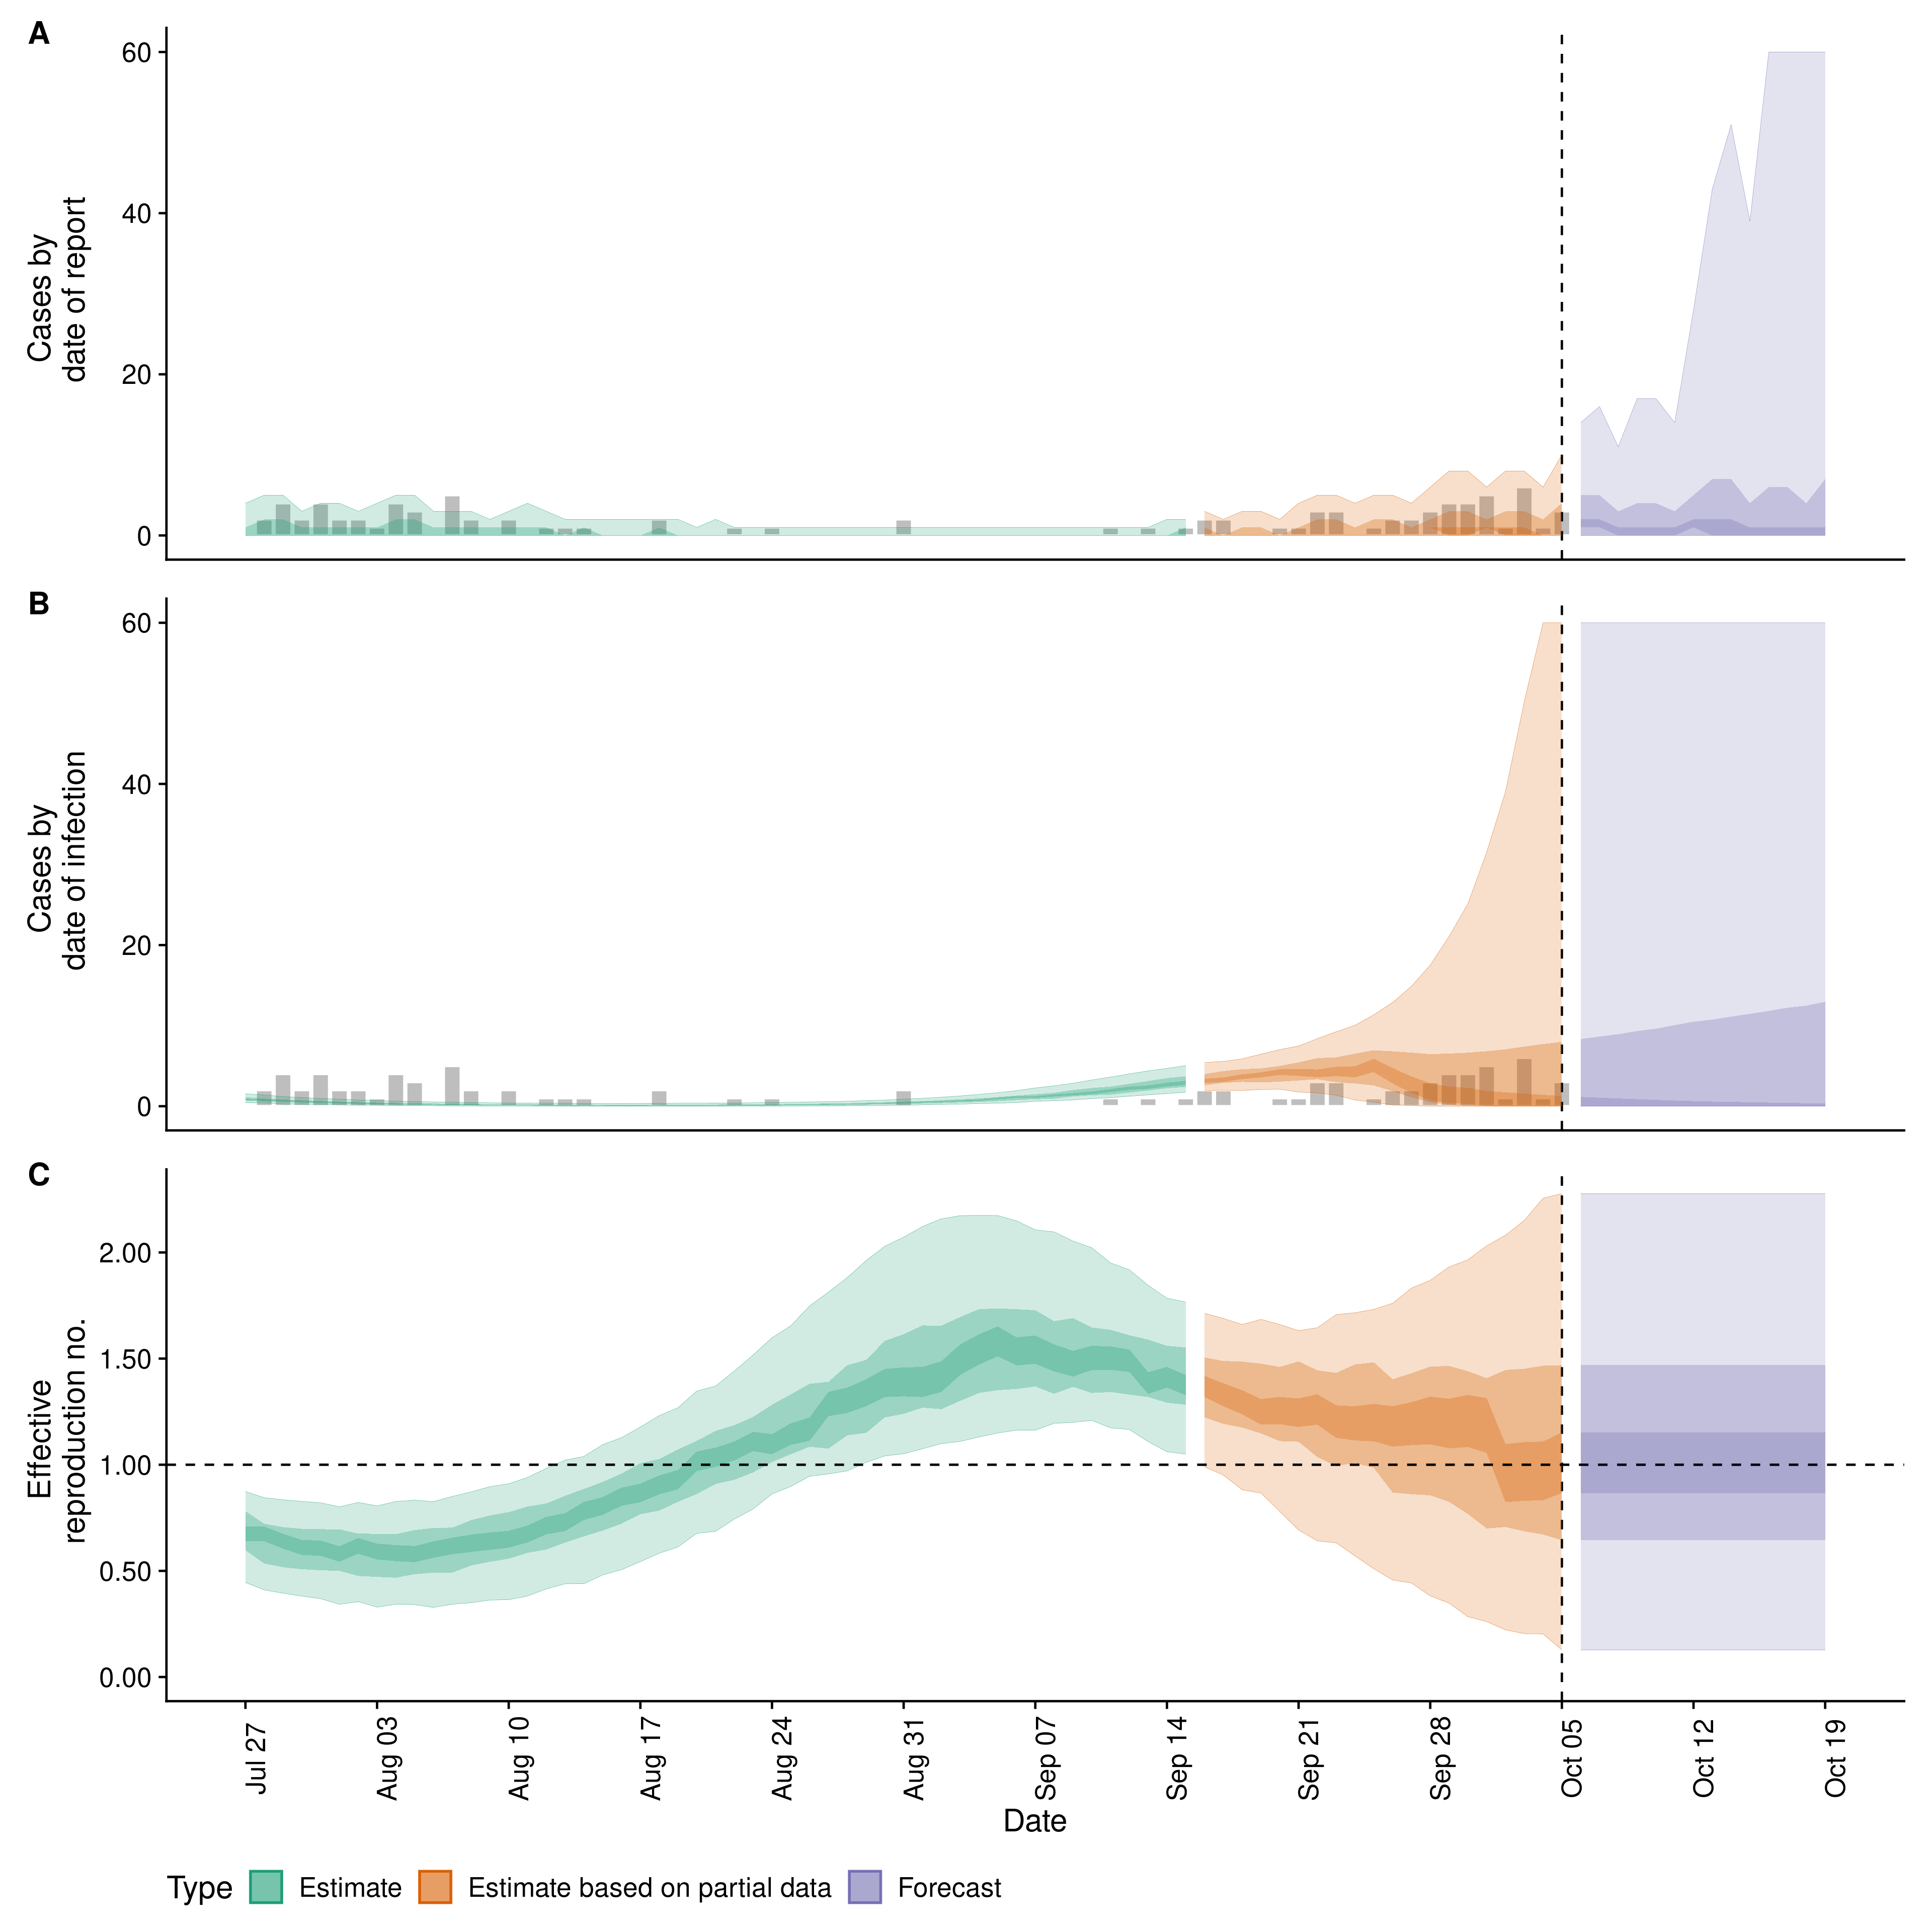 A
60
40
20
0
Cases by
date of report
B
60
40
20
0
Cases by
date of infection
C
2.00
1.50
1.00
0.50
0.00
Effective
reproduction no.
Jul 27
Aug 03
Aug 10
Aug 17
Aug 24
Aug 31
Sep 07
Sep 14
Sep 21
Sep 28
Oct 05
Oct 12
Oct 19
Date
Type Estimate Estimate based on partial data Forecast